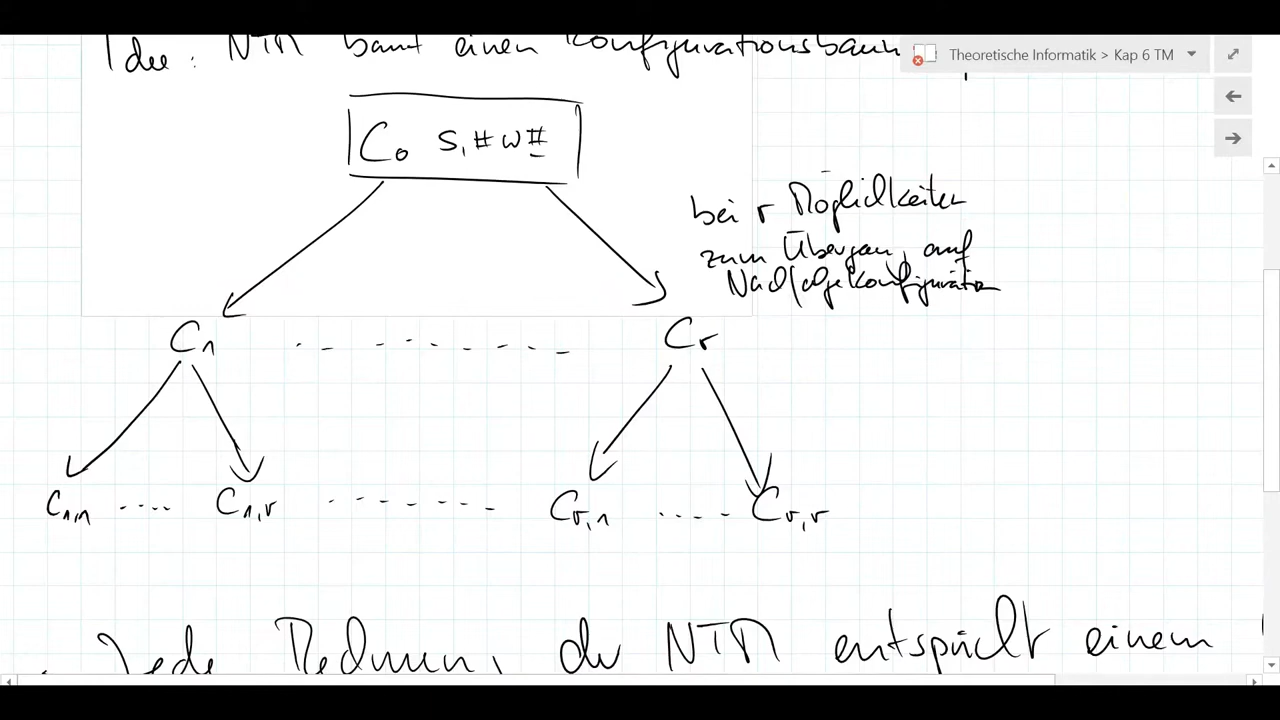 Idee: NTM baut einen Konfigurationsbaum
Theoretische Informatik > Kap 6 TM
C₀ s, # w #
bei r Möglichkeiten
zum Übergang auf
Nachfolgekonfiguration
C₁ ......... Cᵣ
C₁,₁ .... C₁,ᵣ ........ Cᵣ,₁ ..... Cᵣ,ᵣ
Jede Rechnung der NTM entspricht einem